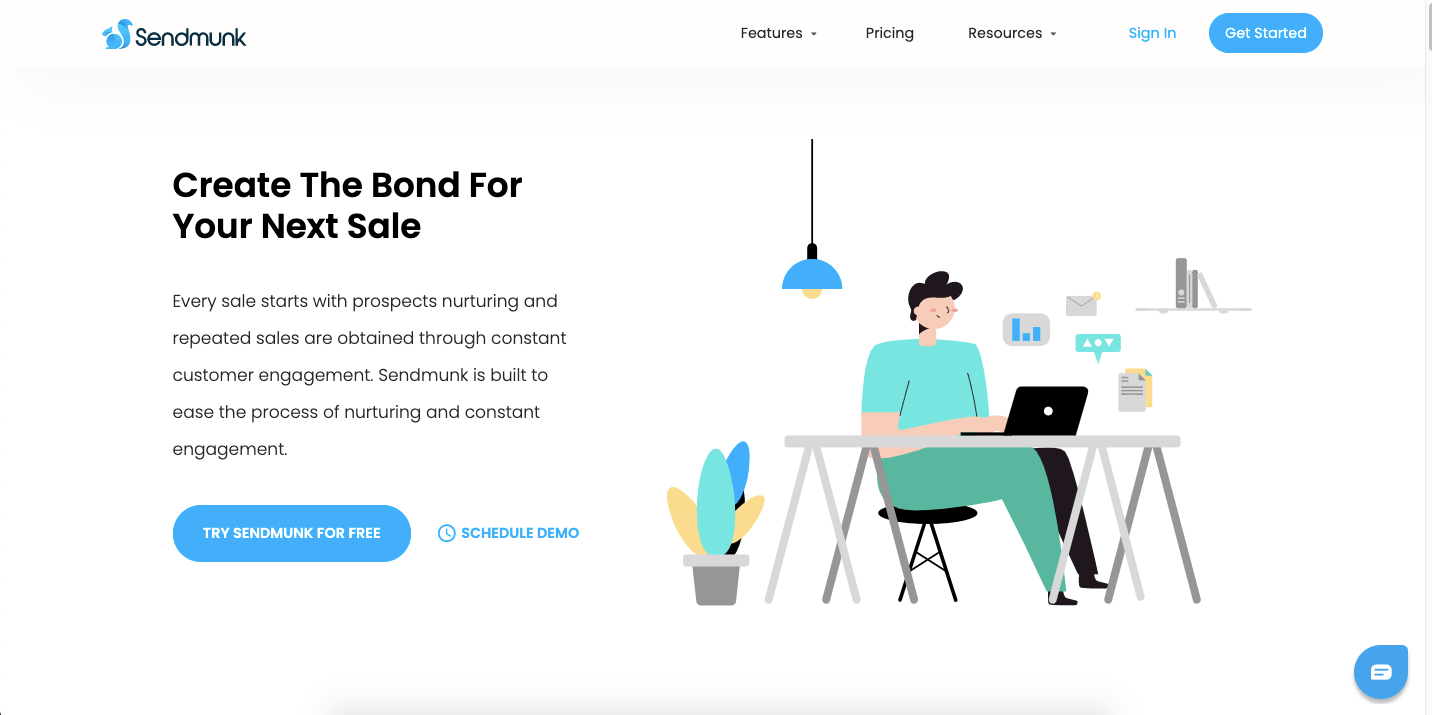 Sendmunk
Features
Pricing
Resources
Sign In
Get Started
Create The Bond For
Your Next Sale
Every sale starts with prospects nurturing and
repeated sales are obtained through constant
customer engagement. Sendmunk is built to
ease the process of nurturing and constant
engagement.
TRY SENDMUNK FOR FREE
SCHEDULE DEMO